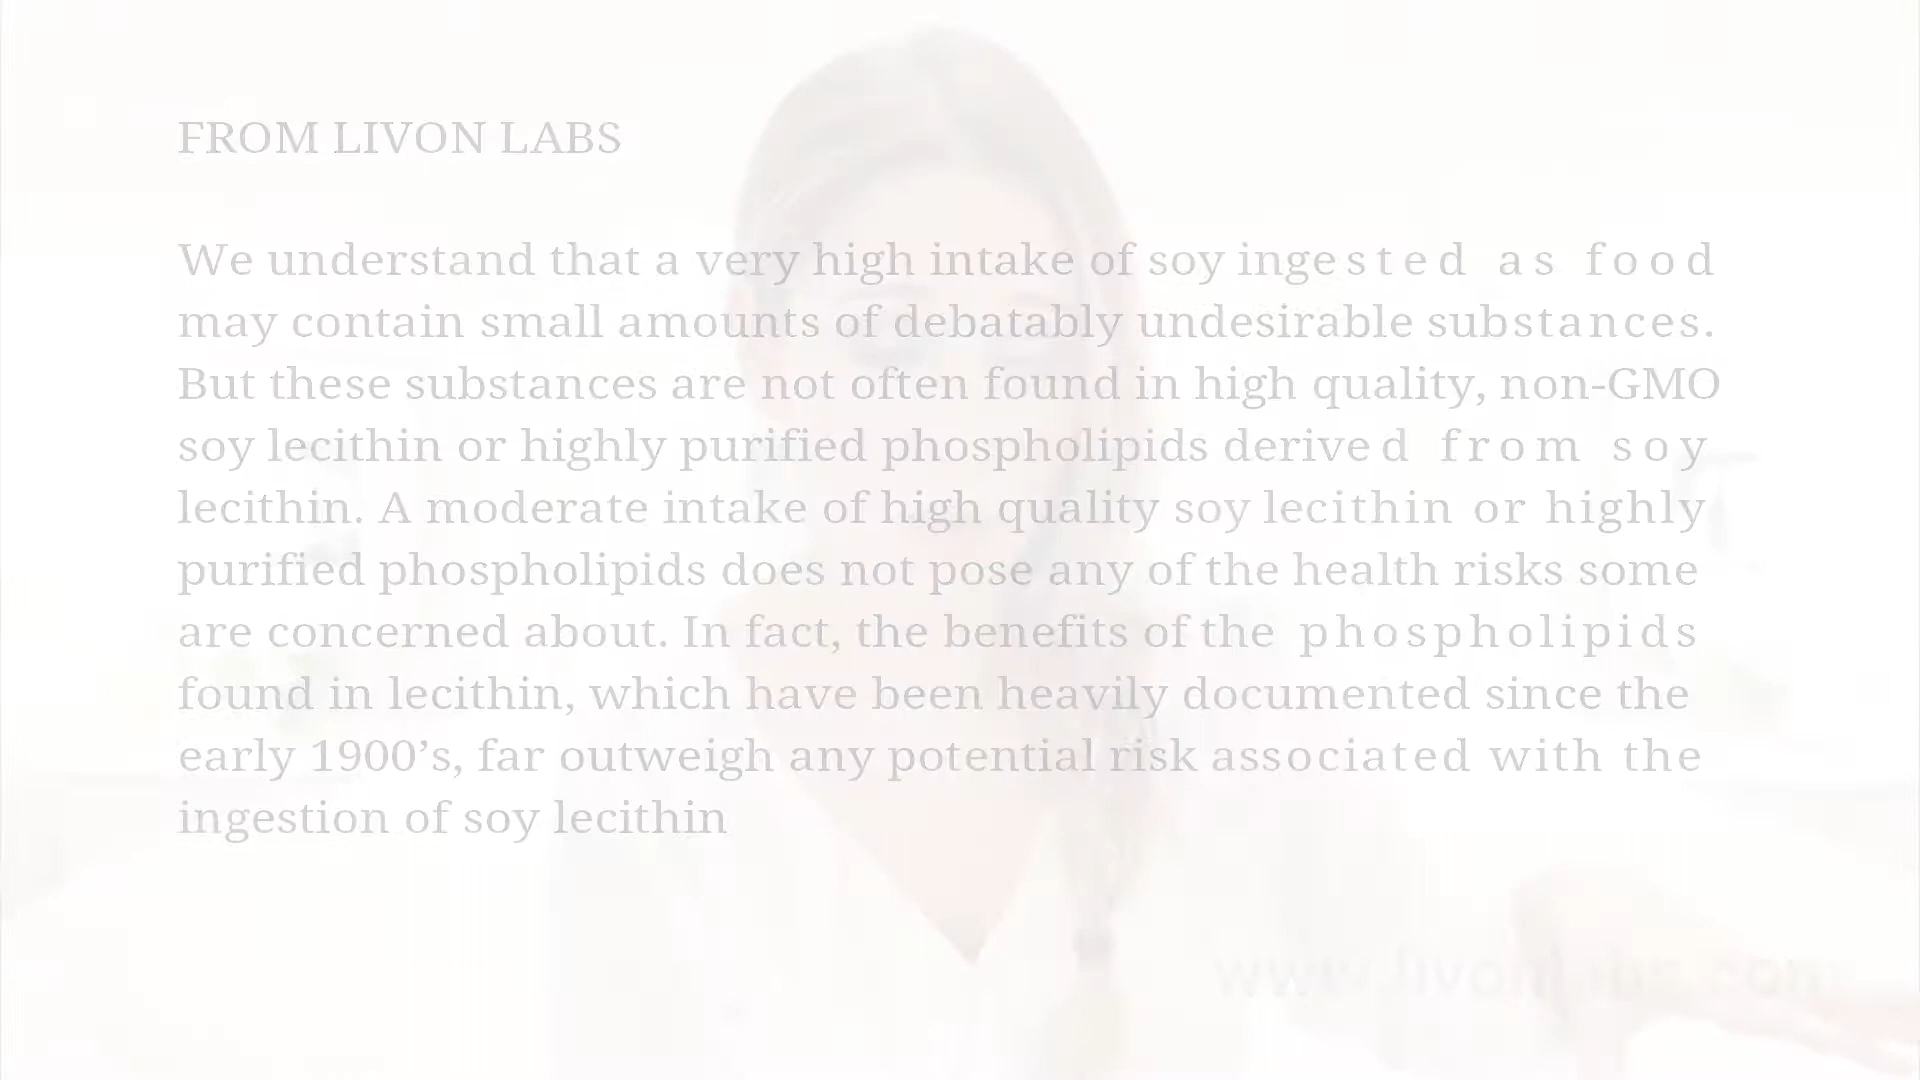 FROM LIVON LABS
We understand that a very high intake of soy ingested as food
may contain small amounts of debatably undesirable substances.
But these substances are not often found in high quality, non-GMO
soy lecithin or highly purified phospholipids derived from soy
lecithin. A moderate intake of high quality soy lecithin or highly
purified phospholipids does not pose any of the health risks some
are concerned about. In fact, the benefits of the phospholipids
found in lecithin, which have been heavily documented since the
early 1900’s, far outweigh any potential risk associated with the
ingestion of soy lecithin
www.livonlabs.com